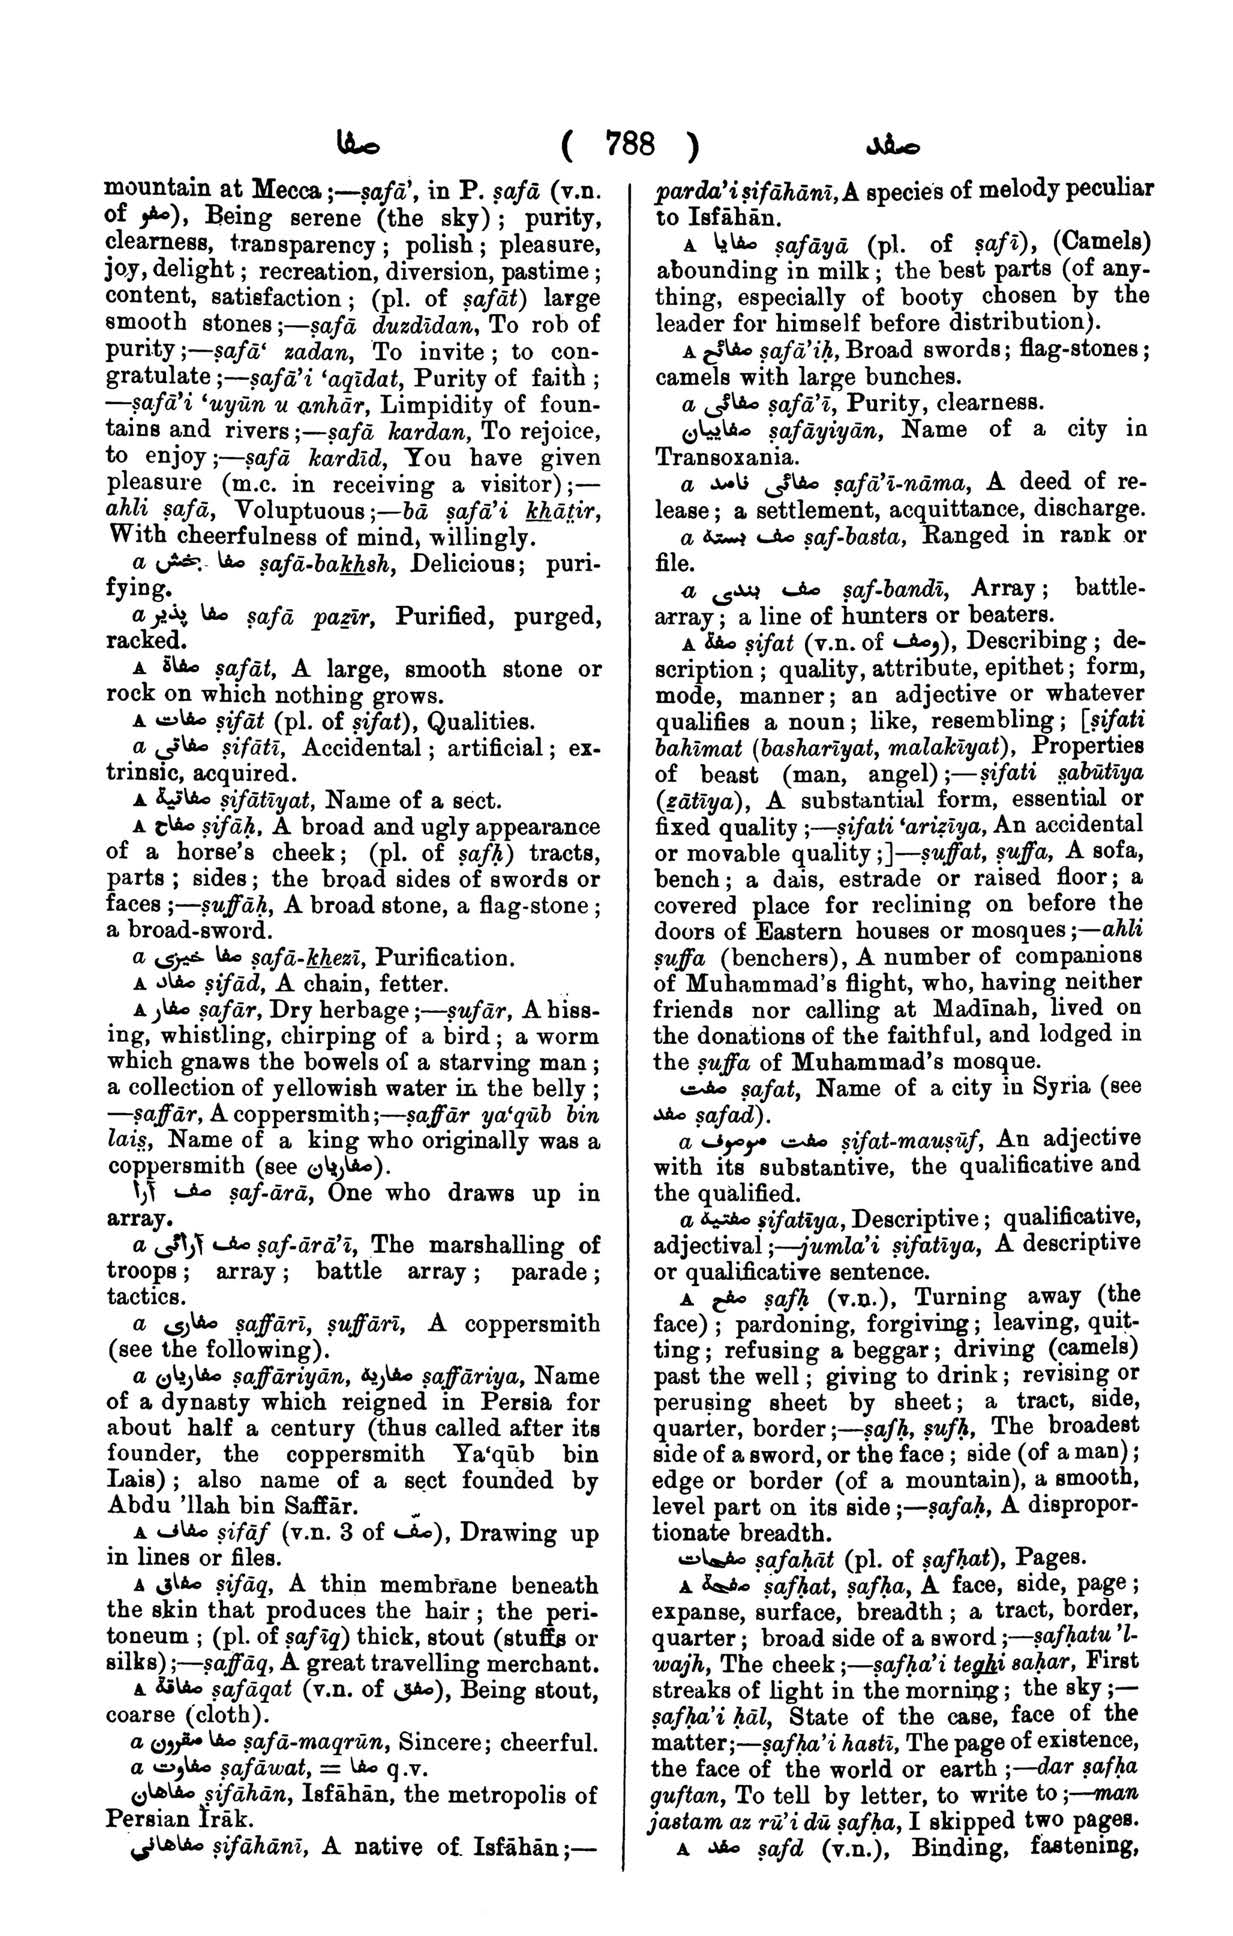 صفا ( 788 ) صفد
mountain at Mecca;—ṣafā’, in P. ṣafā (v.n.
of صفو), Being serene (the sky); purity,
clearness, transparency; polish; pleasure,
joy, delight; recreation, diversion, pastime;
content, satisfaction; (pl. of ṣafāt) large
smooth stones;—ṣafā duzdīdan, To rob of
purity;—ṣafā‘ zadan, To invite; to con-
gratulate;—ṣafā’i ‘aqīdat, Purity of faith;
—ṣafā’i ‘uyūn u anhār, Limpidity of foun-
tains and rivers;—ṣafā kardan, To rejoice,
to enjoy;—ṣafā kardīd, You have given
pleasure (m.c. in receiving a visitor);—
ahli ṣafā, Voluptuous;—bā ṣafā’i khāt̤ir,
With cheerfulness of mind, willingly.
a صفا بخش ṣafā-bakhsh, Delicious; puri-
fying.
a صفا پذیر ṣafā paẕīr, Purified, purged,
racked.
A صفاة ṣafāt, A large, smooth stone or
rock on which nothing grows.
A صفات ṣifāt (pl. of ṣifat), Qualities.
a صفاتی ṣifātī, Accidental; artificial; ex-
trinsic, acquired.
A صفاتية ṣifātīyat, Name of a sect.
A صفاح ṣifāḥ, A broad and ugly appearance
of a horse’s cheek; (pl. of ṣafḥ) tracts,
parts; sides; the broad sides of swords or
faces;—ṣuffāḥ, A broad stone, a flag-stone;
a broad-sword.
a صفا خیزی ṣafā-khezī, Purification.
A صفاد ṣifād, A chain, fetter.
A صفار ṣafār, Dry herbage;—ṣufār, A hiss-
ing, whistling, chirping of a bird; a worm
which gnaws the bowels of a starving man;
a collection of yellowish water in the belly;
—ṣaffār, A coppersmith;—ṣaffār ya‘qūb bin
lais̤, Name of a king who originally was a
coppersmith (see صفاریان).
صف آرا ṣaf-ārā, One who draws up in
array.
a صف آرائی ṣaf-ārā’ī, The marshalling of
troops; array; battle array; parade;
tactics.
a صفاری ṣaffārī, ṣuffārī, A coppersmith
(see the following).
a صفاریان ṣaffāriyān, صفاریه ṣaffāriya, Name
of a dynasty which reigned in Persia for
about half a century (thus called after its
founder, the coppersmith Ya‘qūb bin
Lais); also name of a sect founded by
Abdu ’llah bin Saffār.
A صفاف ṣifāf (v.n. 3 of صفّ), Drawing up
in lines or files.
A صفاق ṣifāq, A thin membrane beneath
the skin that produces the hair; the peri-
toneum; (pl. of ṣafīq) thick, stout (stuffs or
silks);—ṣaffāq, A great travelling merchant.
A صفاقة ṣafāqat (v.n. of صفق), Being stout,
coarse (cloth).
a صفا مقرون ṣafā-maqrūn, Sincere; cheerful.
a صفاوت ṣafāwat, = صفا q.v.
صفاهان ṣifāhān, Isfāhān, the metropolis of
Persian Īrāk.
صفاهانی ṣifāhānī, A native of Isfāhān;—
parda’i ṣifāhānī, A species of melody peculiar
to Isfāhān.
A صفایا ṣafāyā (pl. of ṣafī), (Camels)
abounding in milk; the best parts (of any-
thing, especially of booty chosen by the
leader for himself before distribution).
A صفائح ṣafā’iḥ, Broad swords; flag-stones;
camels with large bunches.
a صفائی ṣafā’ī, Purity, clearness.
صفاییان ṣafāyiyān, Name of a city in
Transoxania.
a صفائی نامه ṣafā’ī-nāma, A deed of re-
lease; a settlement, acquittance, discharge.
a صف بسته ṣaf-basta, Ranged in rank or
file.
a صف بندی ṣaf-bandī, Array; battle-
array; a line of hunters or beaters.
A صفة ṣifat (v.n. of وصف), Describing; de-
scription; quality, attribute, epithet; form,
mode, manner; an adjective or whatever
qualifies a noun; like, resembling; [ṣifati
bahīmat (basharīyat, malakīyat), Properties
of beast (man, angel);—ṣifati s̤abūtīya
(ẕātīya), A substantial form, essential or
fixed quality;—ṣifati ‘ariẓīya, An accidental
or movable quality;]—ṣuffat, ṣuffa, A sofa,
bench; a dais, estrade or raised floor; a
covered place for reclining on before the
doors of Eastern houses or mosques;—ahli
ṣuffa (benchers), A number of companions
of Muhammad’s flight, who, having neither
friends nor calling at Madīnah, lived on
the donations of the faithful, and lodged in
the ṣuffa of Muhammad’s mosque.
صفت ṣafat, Name of a city in Syria (see
صفد ṣafad).
a صفت موصوف ṣifat-mauṣūf, An adjective
with its substantive, the qualificative and
the qualified.
a صفتیه ṣifatīya, Descriptive; qualificative,
adjectival;—jumla’i ṣifatīya, A descriptive
or qualificative sentence.
A صفح ṣafḥ (v.n.), Turning away (the
face); pardoning, forgiving; leaving, quit-
ting; refusing a beggar; driving (camels)
past the well; giving to drink; revising or
perusing sheet by sheet; a tract, side,
quarter, border;—ṣafḥ, ṣufḥ, The broadest
side of a sword, or the face; side (of a man);
edge or border (of a mountain), a smooth,
level part on its side;—ṣafaḥ, A dispropor-
tionate breadth.
صفحات ṣafaḥāt (pl. of ṣafḥat), Pages.
A صفحة ṣafḥat, ṣafḥa, A face, side, page;
expanse, surface, breadth; a tract, border,
quarter; broad side of a sword;—ṣafḥatu ’l-
wajh, The cheek;—ṣafḥa’i teghi saḥar, First
streaks of light in the morning; the sky;—
ṣafḥa’i ḥāl, State of the case, face of the
matter;—ṣafḥa’i hastī, The page of existence,
the face of the world or earth;—dar ṣafḥa
guftan, To tell by letter, to write to;—man
jastam az rū’i dū ṣafḥa, I skipped two pages.
A صفد ṣafd (v.n.), Binding, fastening,